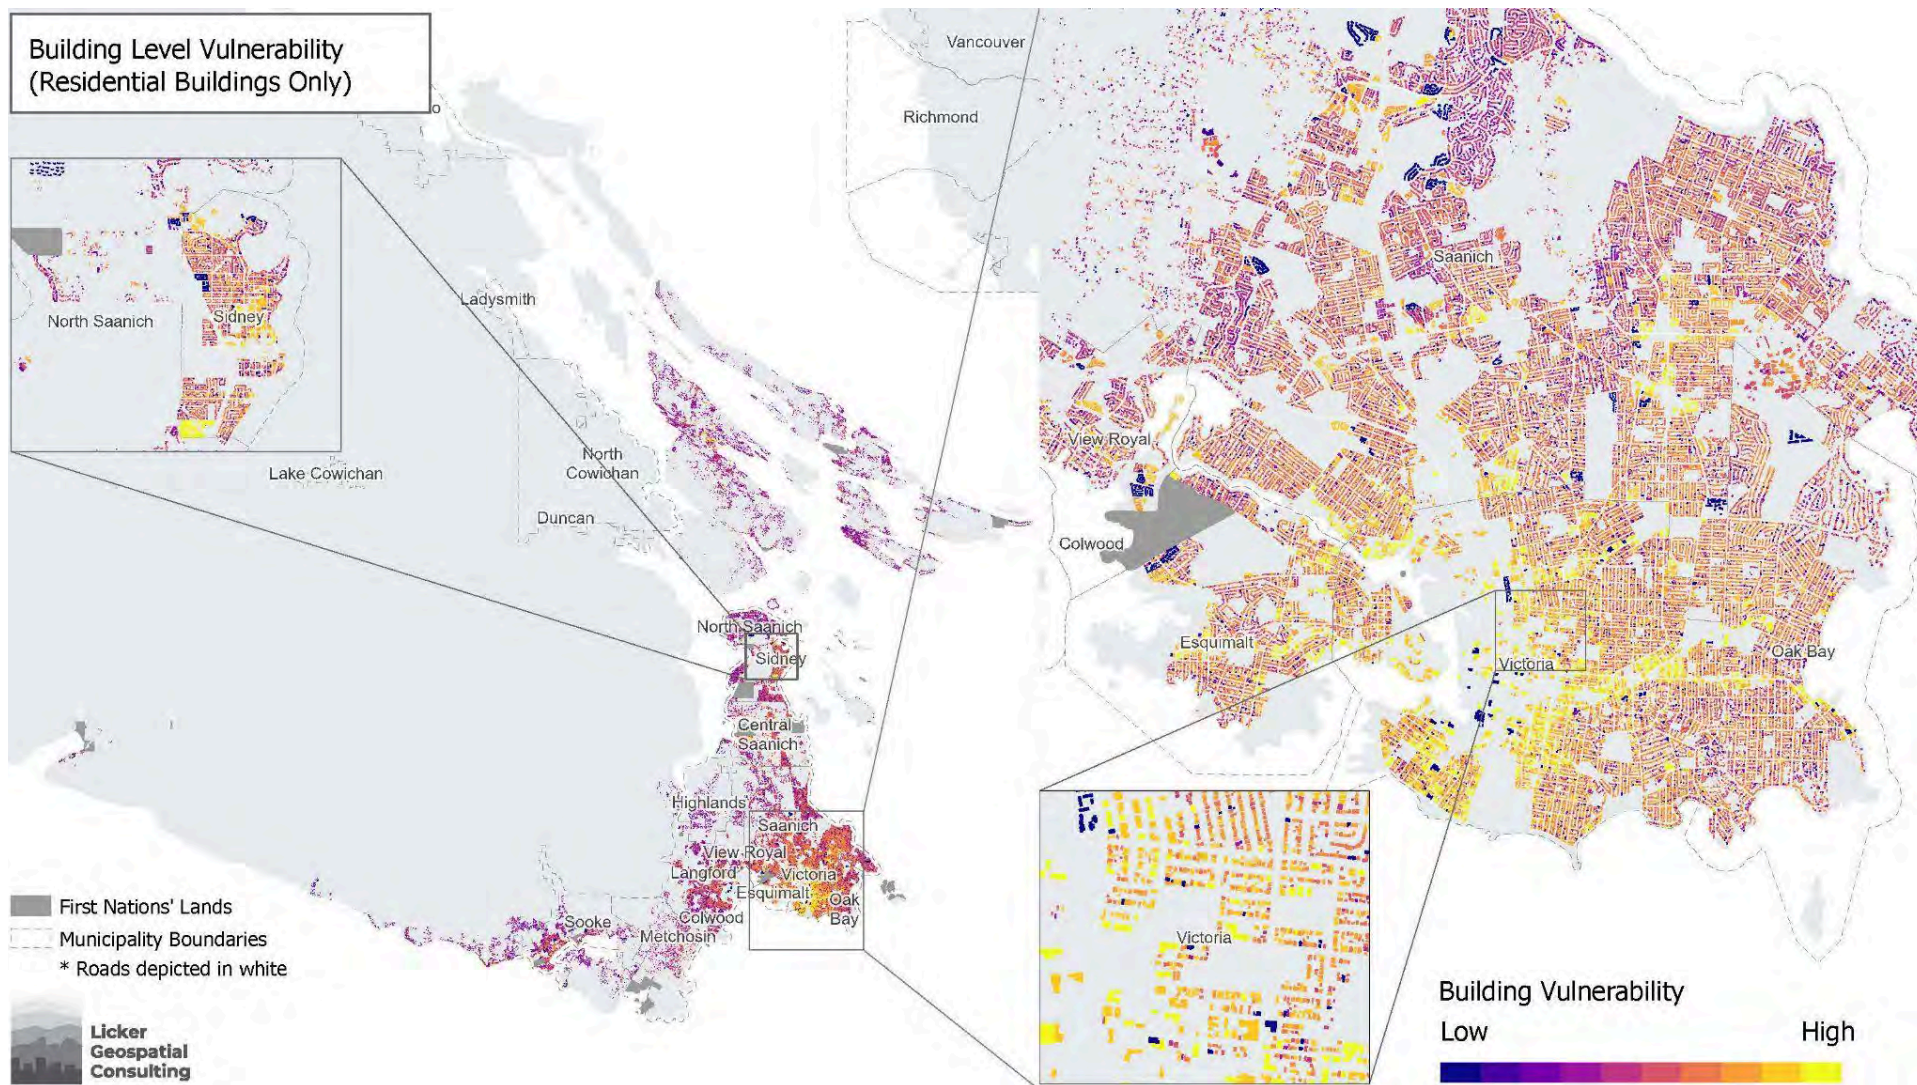 Building Level Vulnerability
(Residential Buildings Only)
o
Vancouver
Richmond
North Saanich
Sidney
Ladysmith
Lake Cowichan
North
Cowichan
Duncan
North Saanich
Sidney
Central
Saanich
Highlands
Saanich
View Royal
Langford
Victoria
Esquimalt
Oak
Bay
Colwood
Sooke
Metchosin
Saanich
View Royal
Colwood
Esquimalt
Victoria
Oak Bay
Victoria
First Nations' Lands
Municipality Boundaries
* Roads depicted in white
Licker
Geospatial
Consulting
Building Vulnerability
Low High